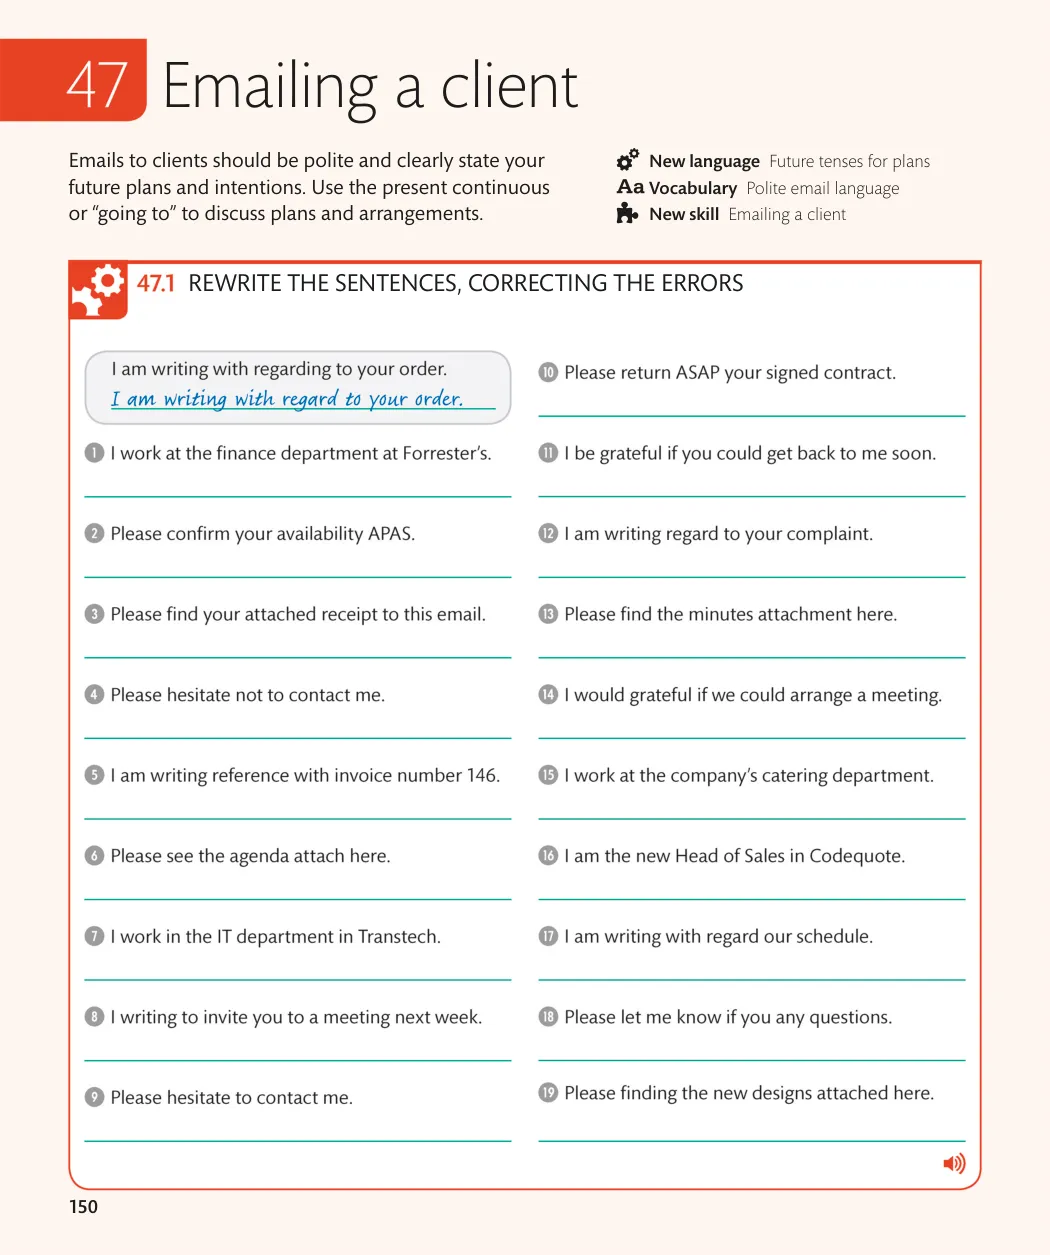 47 Emailing a client
Emails to clients should be polite and clearly state your
future plans and intentions. Use the present continuous
or “going to” to discuss plans and arrangements.
New language Future tenses for plans
Aa Vocabulary Polite email language
New skill Emailing a client
47.1 REWRITE THE SENTENCES, CORRECTING THE ERRORS
I am writing with regarding to your order.
I am writing with regard to your order.
1 I work at the finance department at Forrester’s.
2 Please confirm your availability APAS.
3 Please find your attached receipt to this email.
4 Please hesitate not to contact me.
5 I am writing reference with invoice number 146.
6 Please see the agenda attach here.
7 I work in the IT department in Transtech.
8 I writing to invite you to a meeting next week.
9 Please hesitate to contact me.
10 Please return ASAP your signed contract.
11 I be grateful if you could get back to me soon.
12 I am writing regard to your complaint.
13 Please find the minutes attachment here.
14 I would grateful if we could arrange a meeting.
15 I work at the company’s catering department.
16 I am the new Head of Sales in Codequote.
17 I am writing with regard our schedule.
18 Please let me know if you any questions.
19 Please finding the new designs attached here.
150